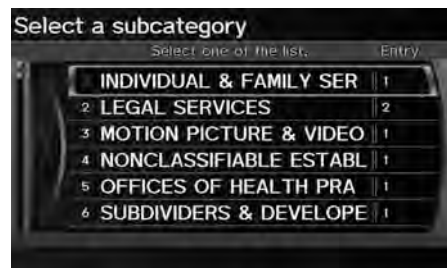 Select a subcategory
Select one of the list. Entry
INDIVIDUAL & FAMILY SER 1
2 LEGAL SERVICES 2
3 MOTION PICTURE & VIDEO 1
4 NONCLASSIFIABLE ESTABL 1
5 OFFICES OF HEALTH PRA 1
6 SUBDIVIDERS & DEVELOPE 1